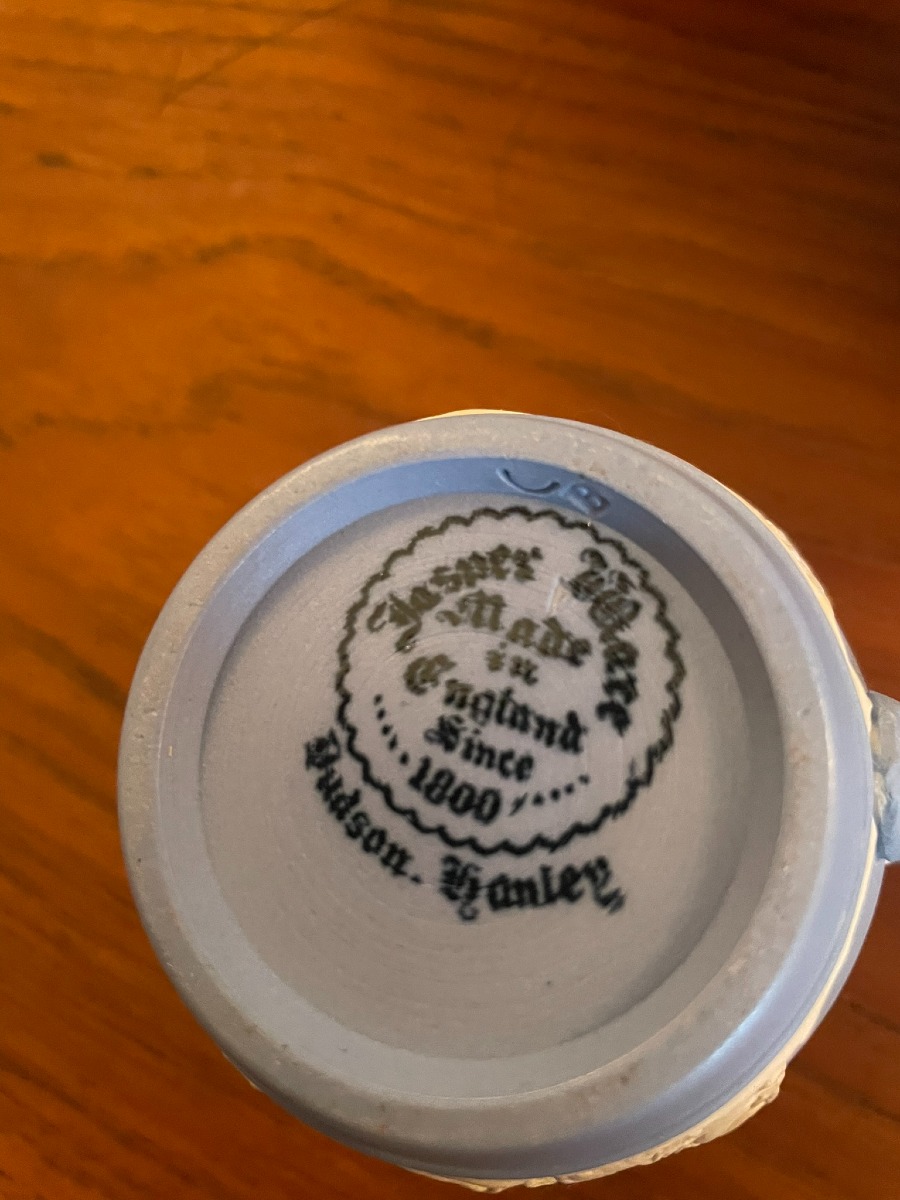 Jasper Ware
Made
in
England
Since
1800
Dudson. Hanley